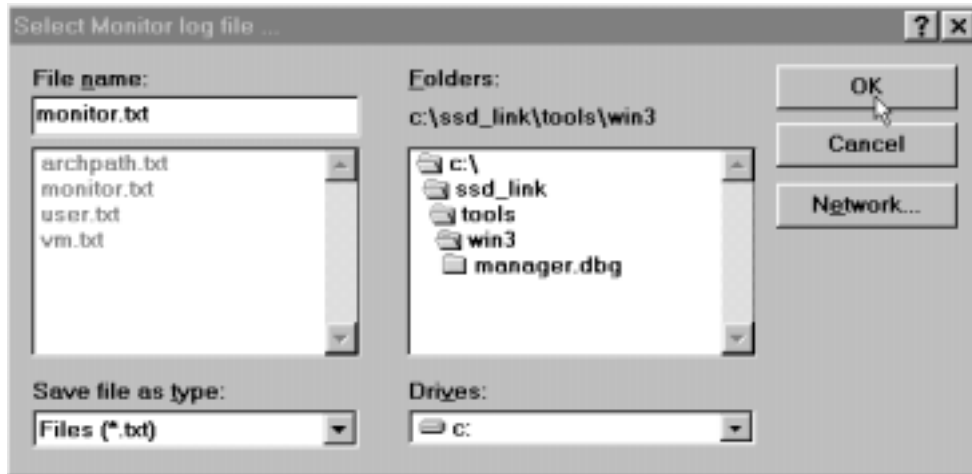 Select Monitor log file ...
File name:
monitor.txt
archpath.txt
monitor.txt
user.txt
vm.txt
Save file as type:
Files (*.txt)
Folders:
c:\ssd_link\tools\win3
c:\
ssd_link
tools
win3
manager.dbg
Drives:
c:
OK
Cancel
Network...